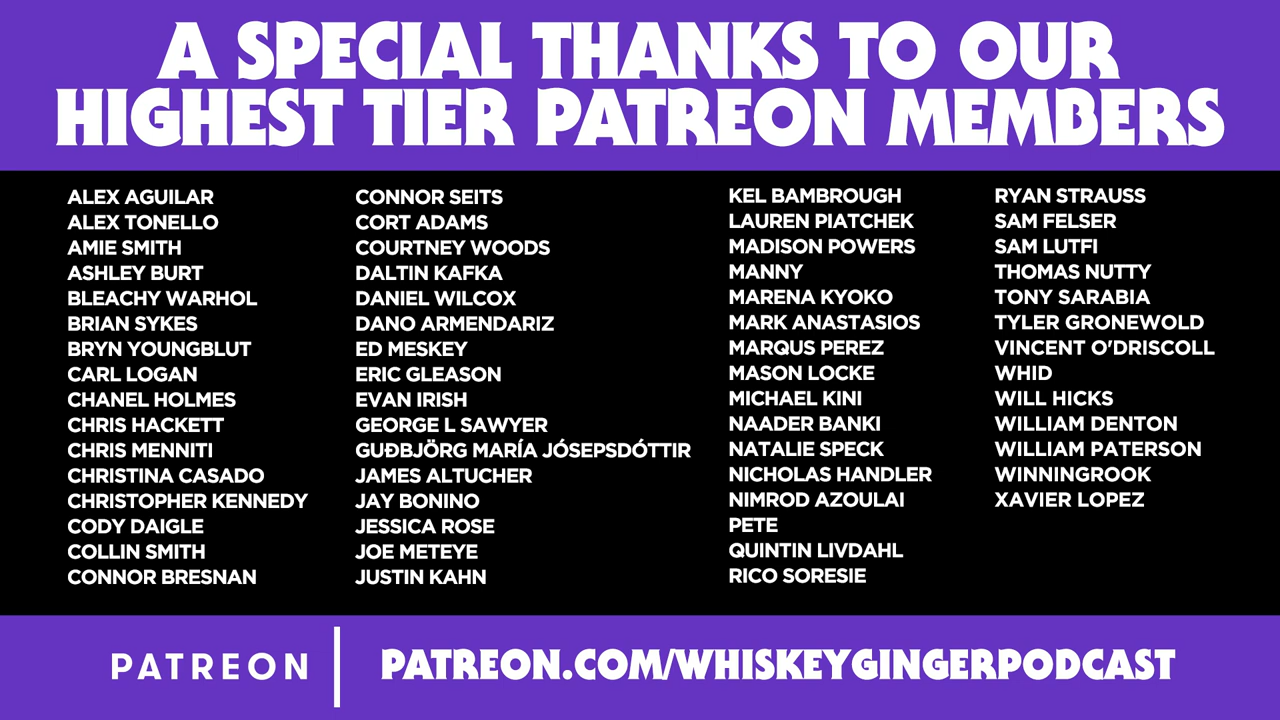 A SPECIAL THANKS TO OUR
HIGHEST TIER PATREON MEMBERS
ALEX AGUILAR
ALEX TONELLO
AMIE SMITH
ASHLEY BURT
BLEACHY WARHOL
BRIAN SYKES
BRYN YOUNGBLUT
CARL LOGAN
CHANEL HOLMES
CHRIS HACKETT
CHRIS MENNITI
CHRISTINA CASADO
CHRISTOPHER KENNEDY
CODY DAIGLE
COLLIN SMITH
CONNOR BRESNAN
CONNOR SEITS
CORT ADAMS
COURTNEY WOODS
DALTIN KAFKA
DANIEL WILCOX
DANO ARMENDARIZ
ED MESKEY
ERIC GLEASON
EVAN IRISH
GEORGE L SAWYER
GUÐBJÖRG MARÍA JÓSEPSDÓTTIR
JAMES ALTUCHER
JAY BONINO
JESSICA ROSE
JOE METEYE
JUSTIN KAHN
KEL BAMBROUGH
LAUREN PIATCHEK
MADISON POWERS
MANNY
MARENA KYOKO
MARK ANASTASIOS
MARQUS PEREZ
MASON LOCKE
MICHAEL KINI
NAADER BANKI
NATALIE SPECK
NICHOLAS HANDLER
NIMROD AZOULAI
PETE
QUINTIN LIVDAHL
RICO SORESIE
RYAN STRAUSS
SAM FELSER
SAM LUTFI
THOMAS NUTTY
TONY SARABIA
TYLER GRONEWOLD
VINCENT O'DRISCOLL
WHID
WILL HICKS
WILLIAM DENTON
WILLIAM PATERSON
WINNINGROOK
XAVIER LOPEZ
PATREON
PATREON.COM/WHISKEYGINGERPODCAST